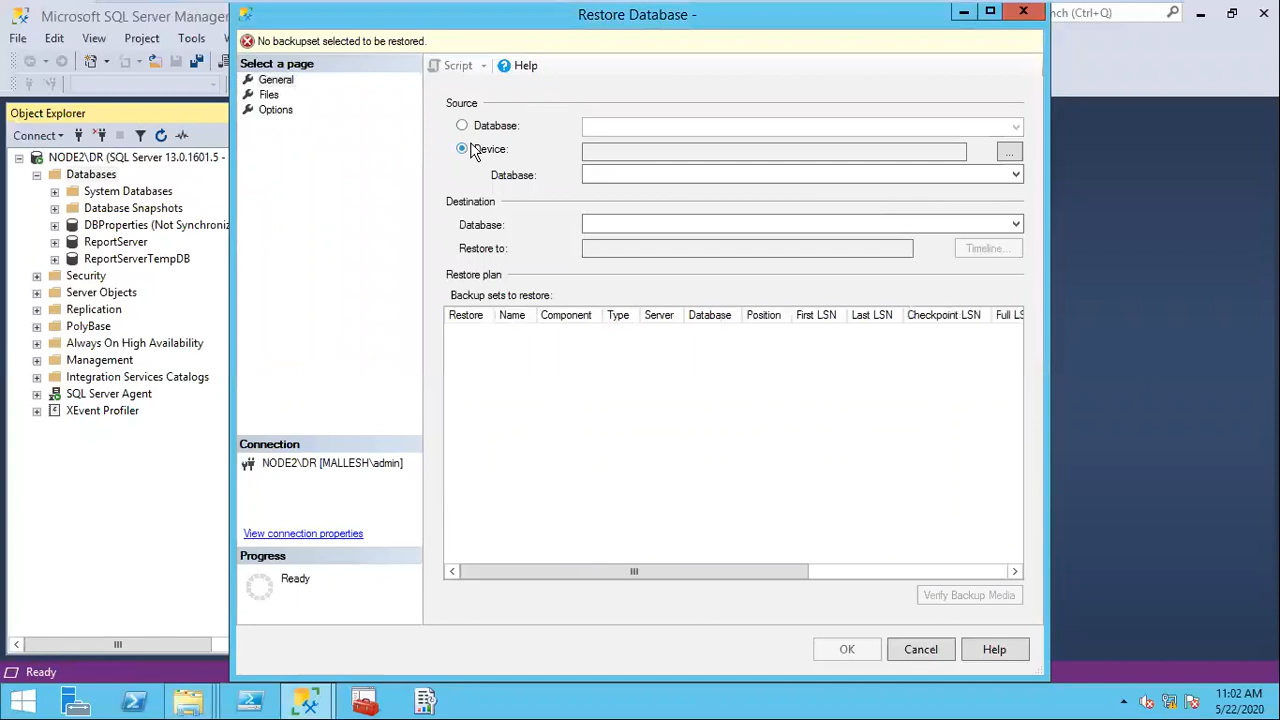 Microsoft SQL Server Manag
Restore Database -
ch (Ctrl+Q)
File Edit View Project Tools
No backupset selected to be restored.
Select a page
General
Files
Options
Script
Help
Object Explorer
Connect
NODE2\DR (SQL Server 13.0.1601.5 -
Databases
System Databases
Database Snapshots
DBProperties (Not Synchroniz
ReportServer
ReportServerTempDB
Security
Server Objects
Replication
PolyBase
Always On High Availability
Management
Integration Services Catalogs
SQL Server Agent
XEvent Profiler
Source
Database:
evice:
...
Database:
Destination
Database:
Restore to:
Timeline...
Restore plan
Backup sets to restore:
Restore Name Component Type Server Database Position First LSN Last LSN Checkpoint LSN Full LS
Connection
NODE2\DR [MALLESH\admin]
View connection properties
Progress
Ready
Verify Backup Media
OK Cancel Help
Ready
11:02 AM
5/22/2020